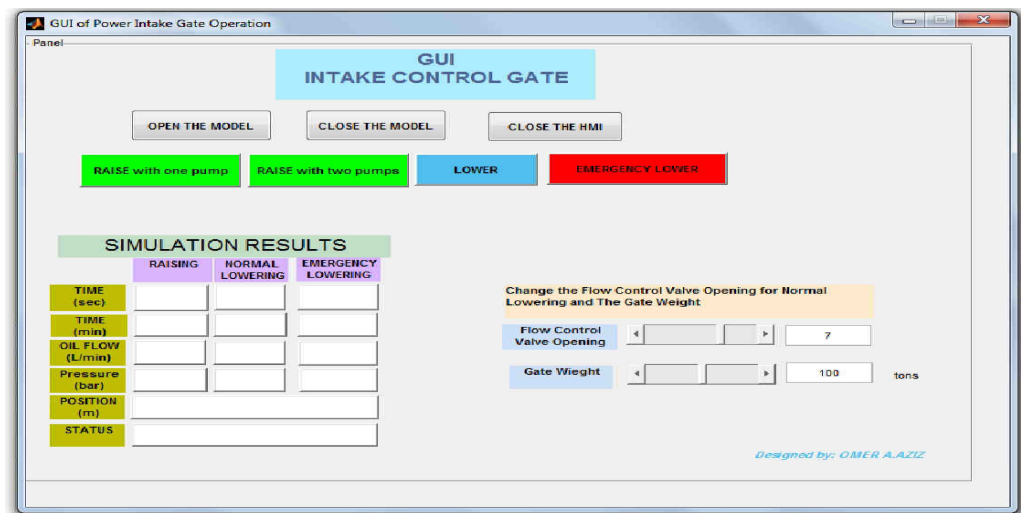 GUI of Power Intake Gate Operation
Panel
GUI
INTAKE CONTROL GATE
OPEN THE MODEL
CLOSE THE MODEL
CLOSE THE HMI
RAISE with one pump
RAISE with two pumps
LOWER
EMERGENCY LOWER
SIMULATION RESULTS
RAISING
NORMAL
LOWERING
EMERGENCY
LOWERING
TIME
(sec)
TIME
(min)
OIL FLOW
(L/min)
Pressure
(bar)
POSITION
(m)
STATUS
Change the Flow Control Valve Opening for Normal
Lowering and The Gate Weight
Flow Control
Valve Opening
7
Gate Wieght
100
tons
Designed by: OMER A.AZIZ